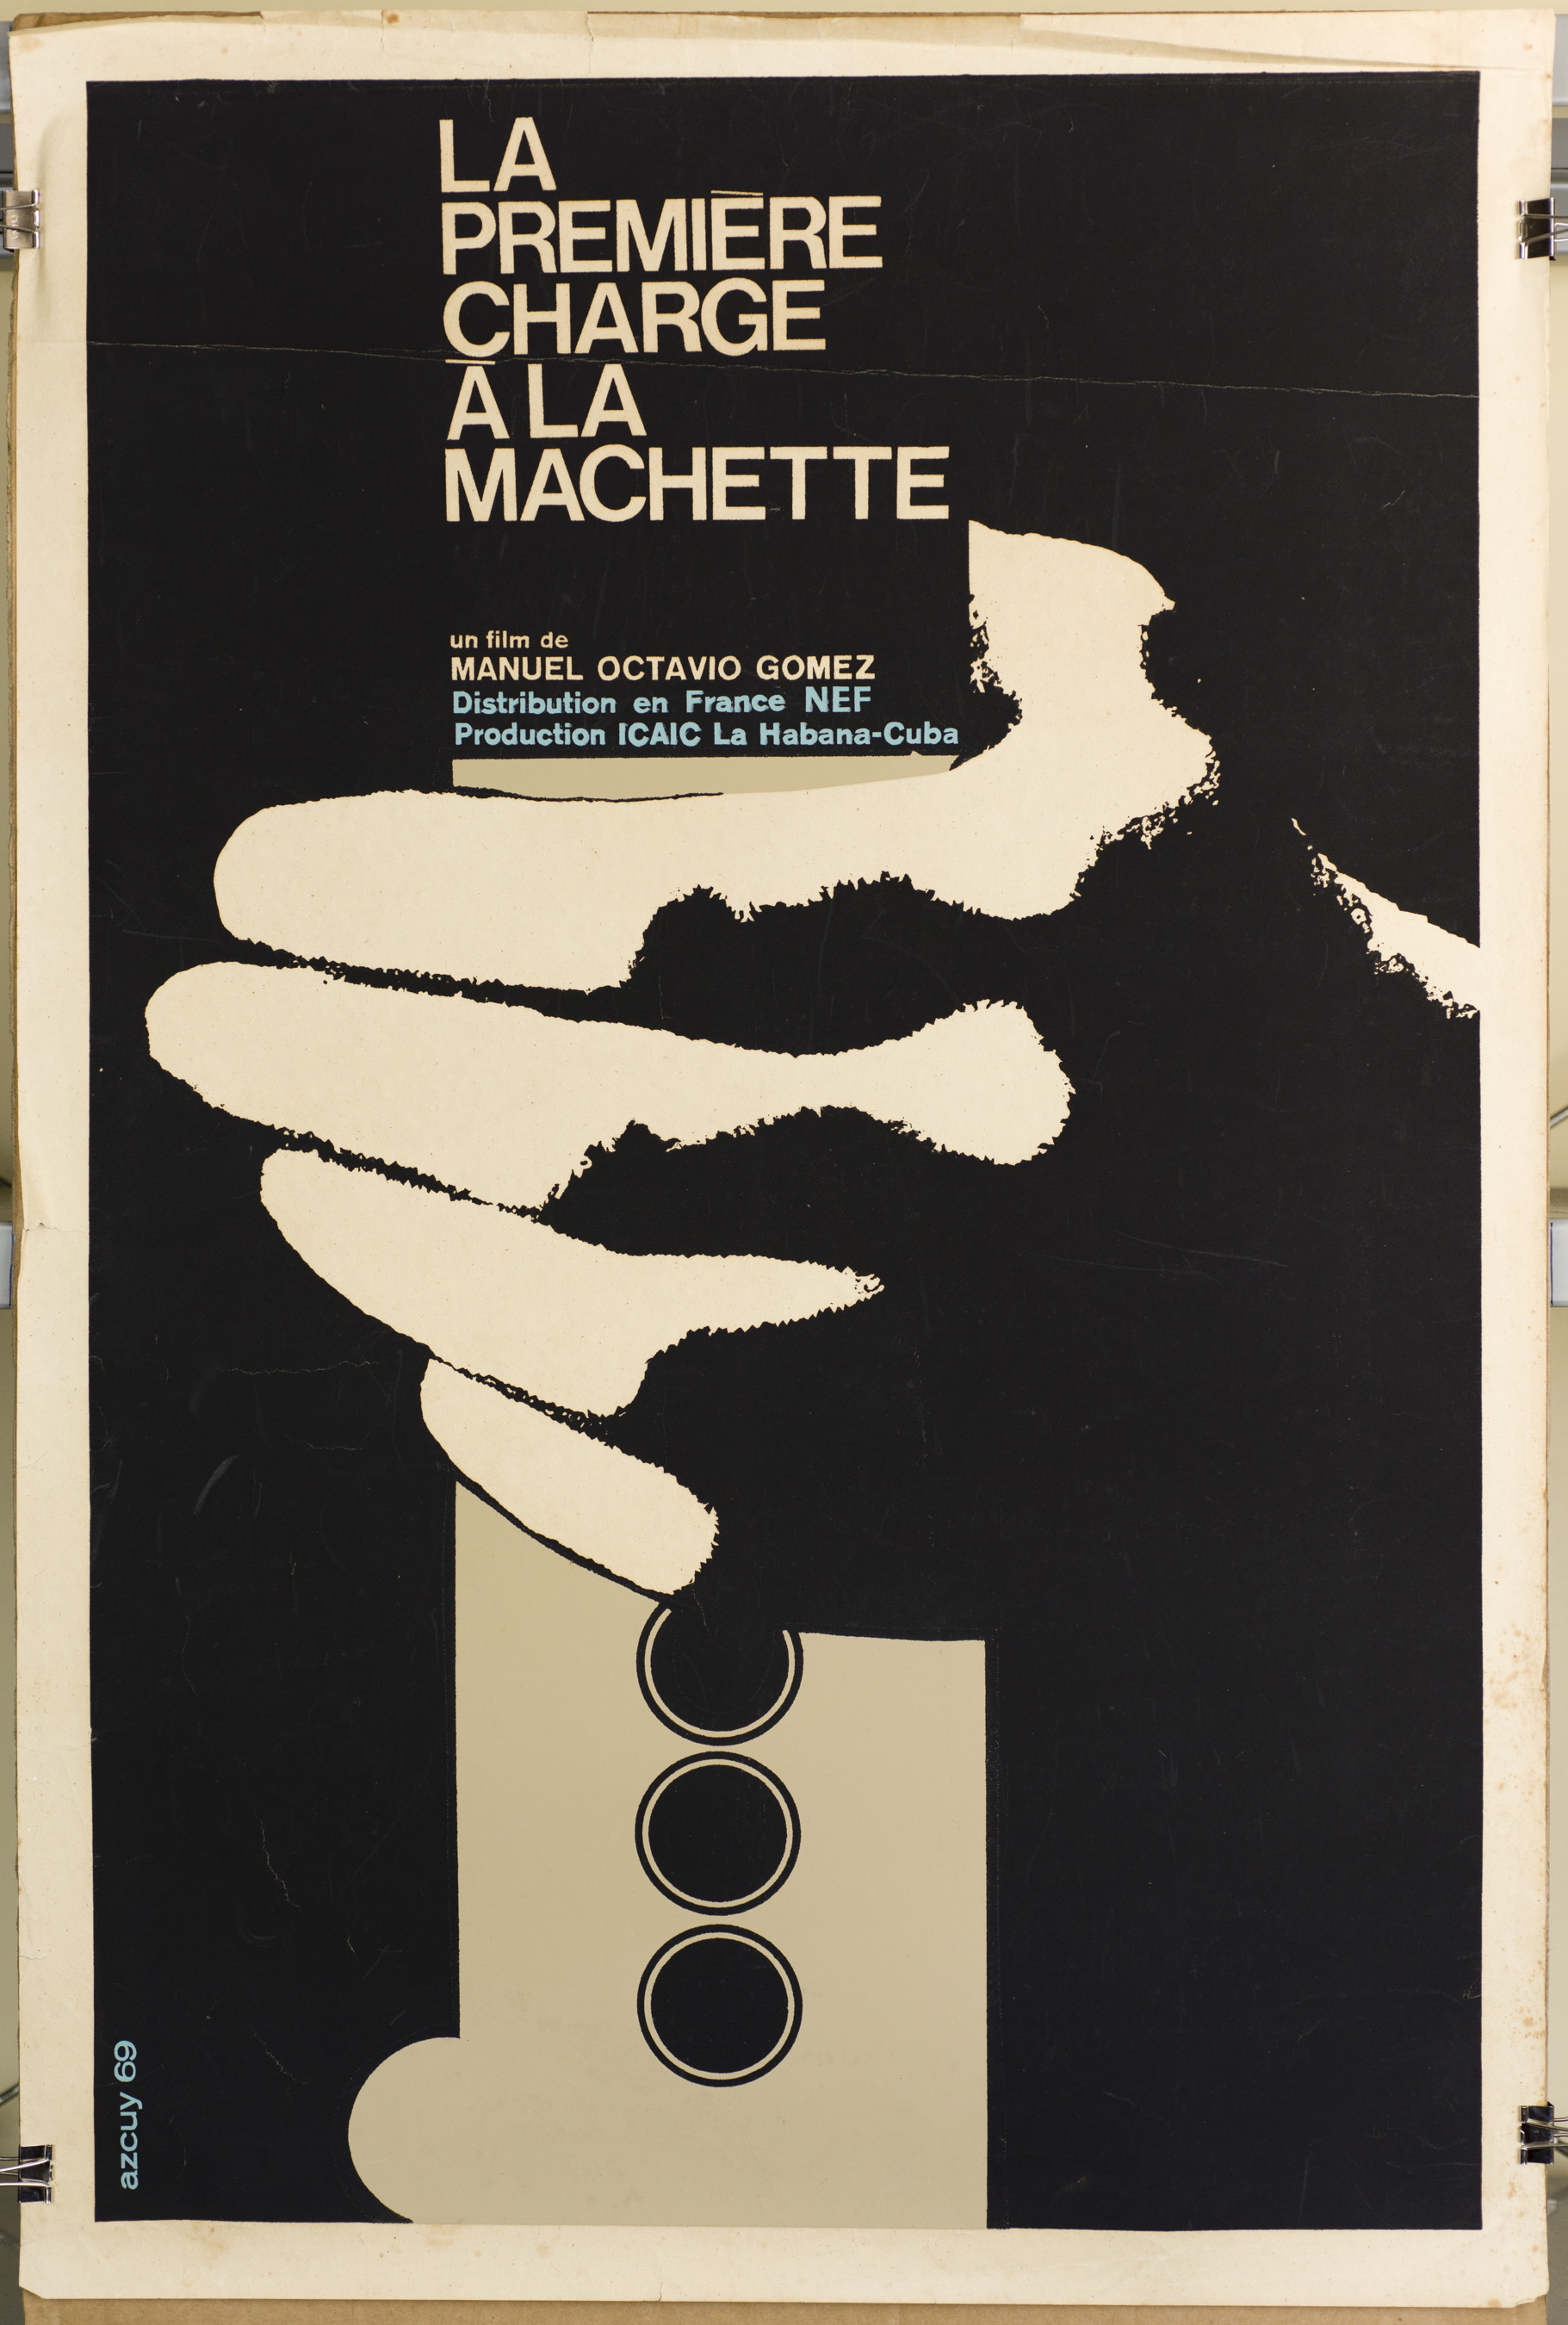 LA
PREMIÈRE
CHARGE
À LA
MACHETTE
un film de
MANUEL OCTAVIO GOMEZ
Distribution en France NEF
Production ICAIC La Habana-Cuba
azcuy 69